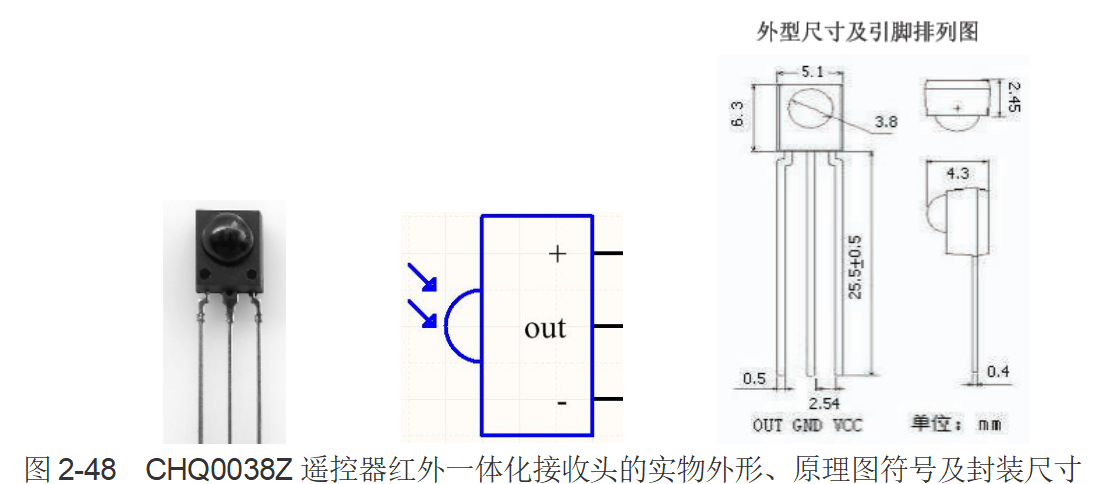 外型尺寸及引脚排列图
5.1
6.3
3.8
2.45
4.3
+
out
-
25.5±0.5
0.5
2.54
0.4
OUT GND VCC
单位: mm
图 2-48 CHQ0038Z 遥控器红外一体化接收头的实物外形、原理图符号及封装尺寸